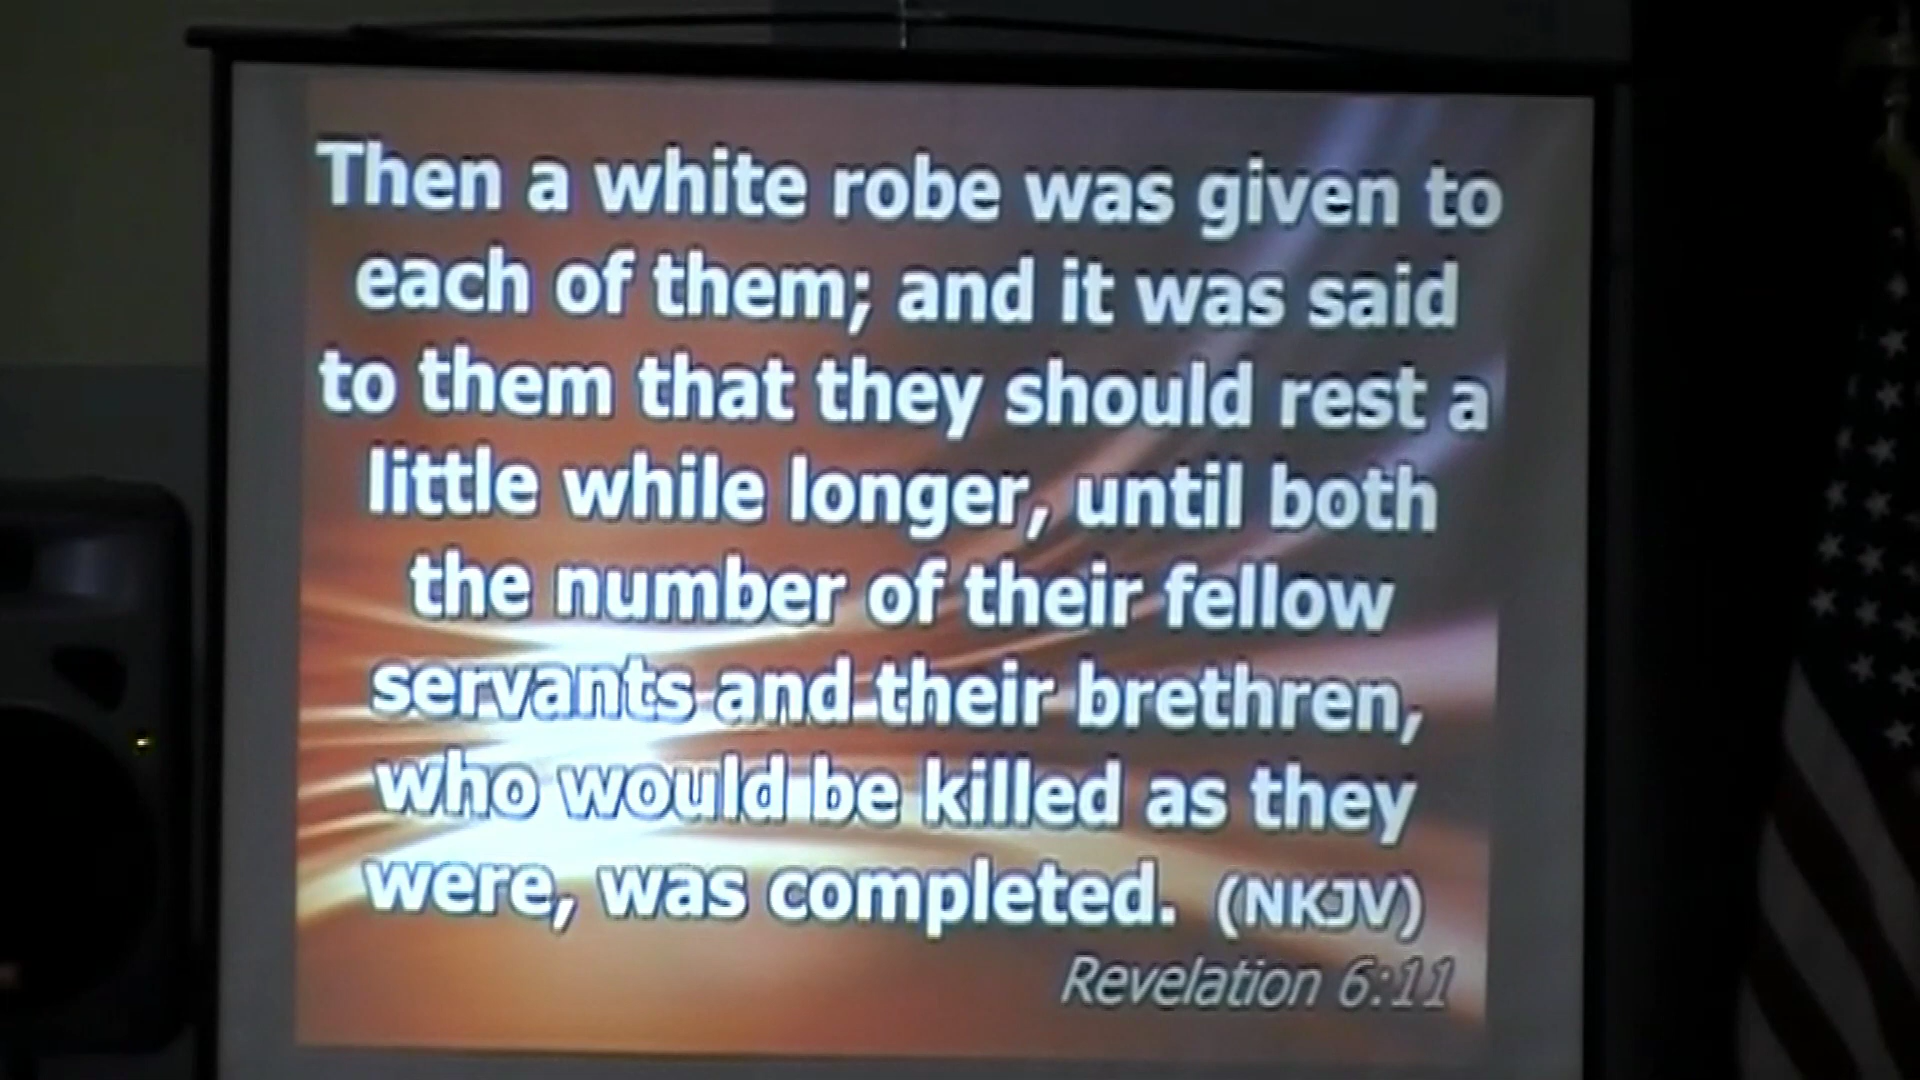 Then a white robe was given to
each of them; and it was said
to them that they should rest a
little while longer, until both
the number of their fellow
servants and their brethren,
who would be killed as they
were, was completed. (NKJV)
Revelation 6:11